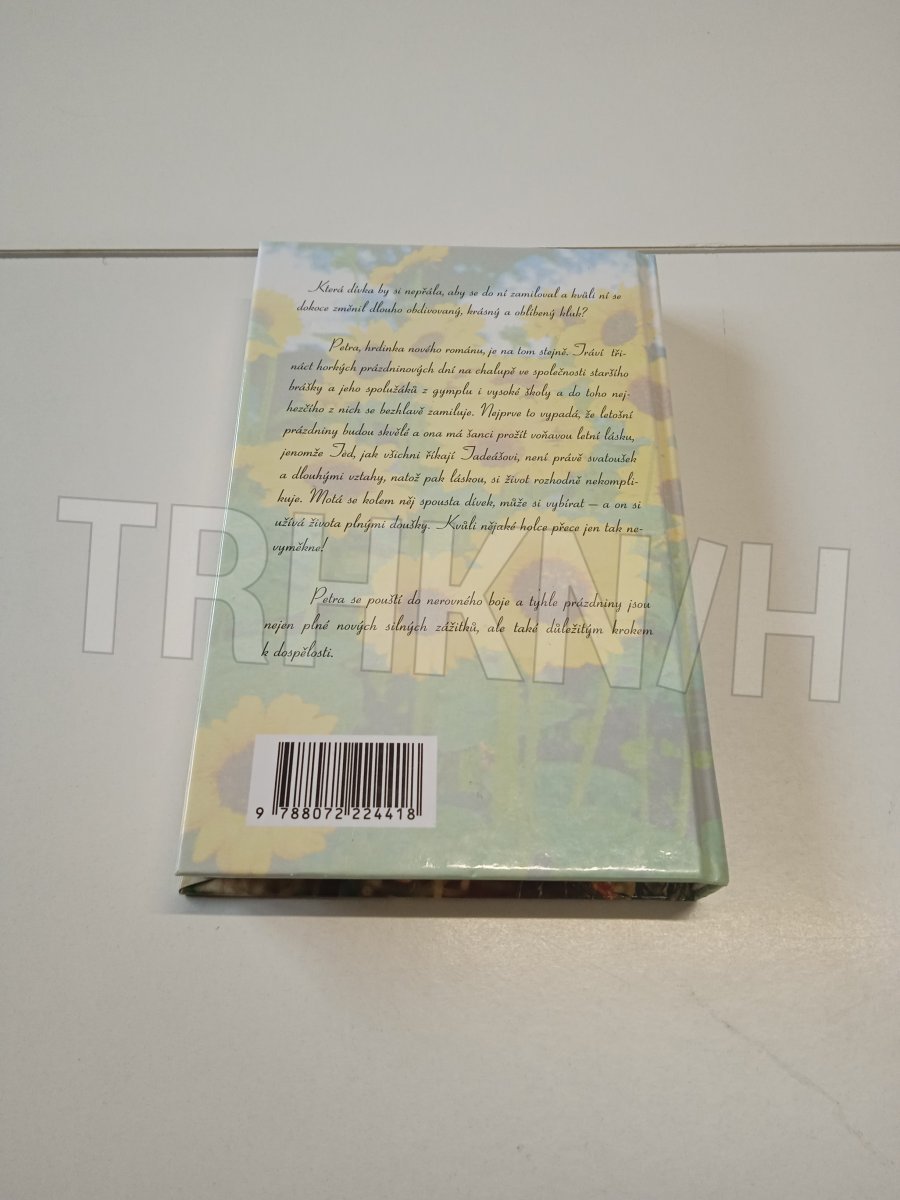 Která dívka by si nepřála, aby se do ní zamiloval a kvůli ní se
dokoce změnil dlouho obdivovaný, krásný a oblíbený kluk?
Petra, hrdinka nového románu, je na tom stejně. Tráví tři-
náct horkých prázdninových dní na chalupě ve společnosti staršího
brášky a jeho spolužáků z gymplu i vysoké školy a do toho nej-
hezčího z nich se bezhlavě zamiluje. Nejprve to vypadá, že letošní
prázdniny budou skvělé a ona má šanci prožít voňavou letní lásku,
jenomže Ted, jak všichni říkají Tadeášovi, není právě svatoušek
a dlouhými vztahy, natož pak láskou, si život rozhodně nekompli-
kuje. Motá se kolem něj spousta dívek, může si vybírat — a on si
užívá života plnými doušky. Kvůli nějaké holce přece jen tak ne-
vyměkne!
Petra se pouští do nerovného boje a tyhle prázdniny jsou
nejen plné nových silných zážitků, ale také důležitým krokem
k dospělosti.
TRHKNIH
9 788072 224418